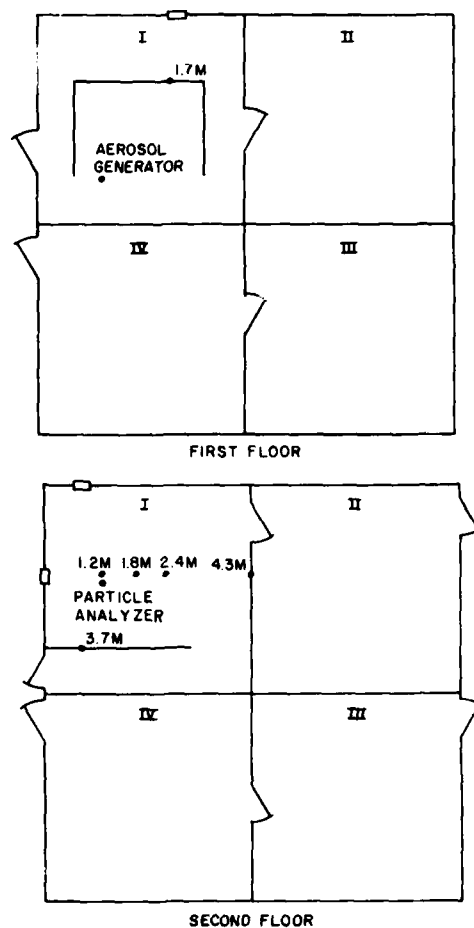 I II
1.7M
AEROSOL
GENERATOR
IV III
FIRST FLOOR
I II
1.2M 1.8M 2.4M 4.3M
PARTICLE
ANALYZER
3.7M
IV III
SECOND FLOOR